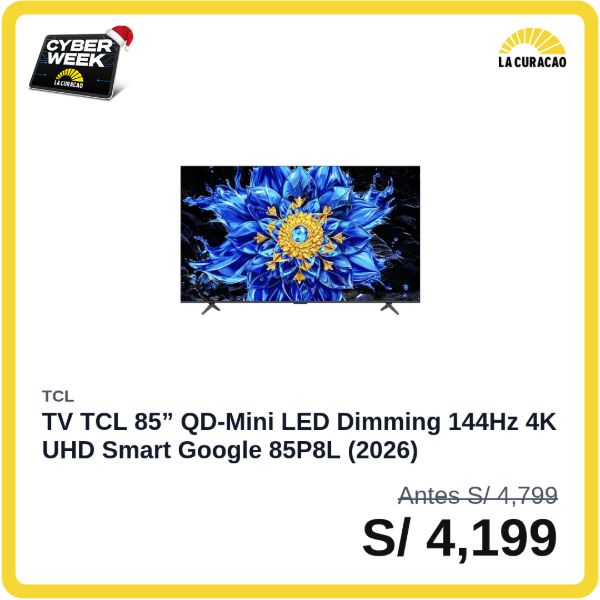 CYBER
WEEK
LA CURACAO
LA CURACAO
TCL
TV TCL 85” QD-Mini LED Dimming 144Hz 4K
UHD Smart Google 85P8L (2026)
Antes S/ 4,799
S/ 4,199